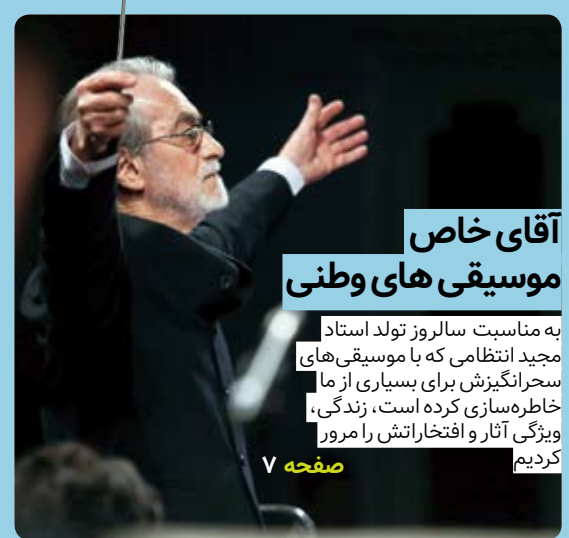 آقای خاص
موسیقی های وطنی
به مناسبت سالروز تولد استاد
مجید انتظامی که با موسیقی‌های
سحرانگیزش برای بسیاری از ما
خاطره‌سازی کرده است، زندگی،
ویژگی آثار و افتخاراتش را مرور
کردیم
صفحه ۷